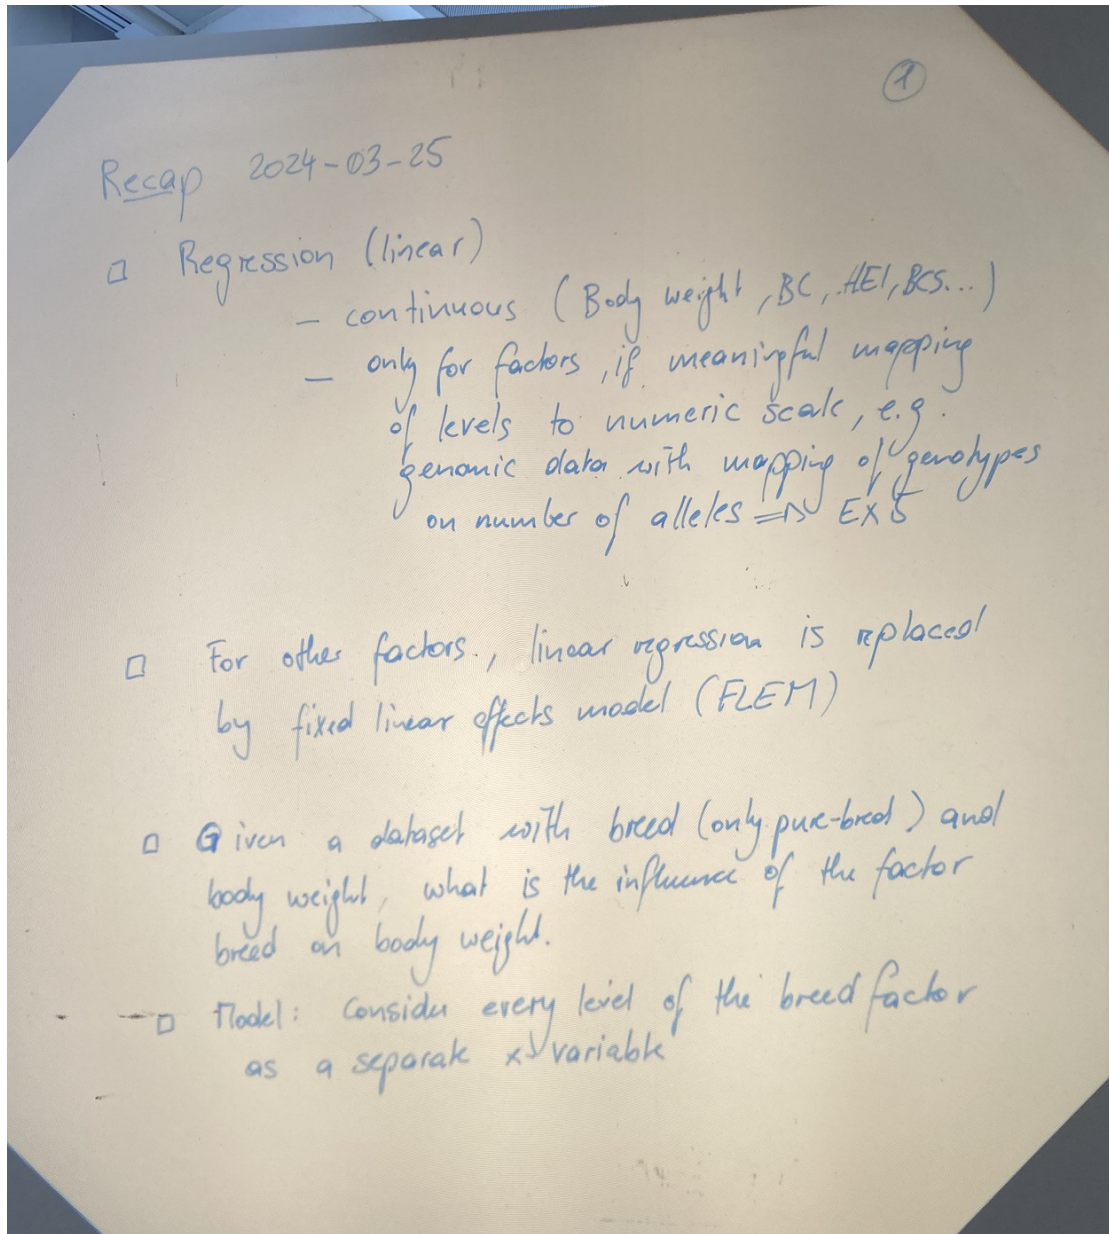 1
Recap 2024-03-25
□ Regression (linear)
– continuous (Body weight, BC, HEI, BCS...)
– only for factors, if meaningful mapping
of levels to numeric scale, e.g.
genomic data with mapping of genotypes
on number of alleles => EX 5
□ For other factors, linear regression is replaced
by fixed linear effects model (FLEM)
□ Given a dataset with breed (only pure-bred) and
body weight, what is the influence of the factor
breed on body weight.
□ Model: Consider every level of the breed factor
as a separate x variable